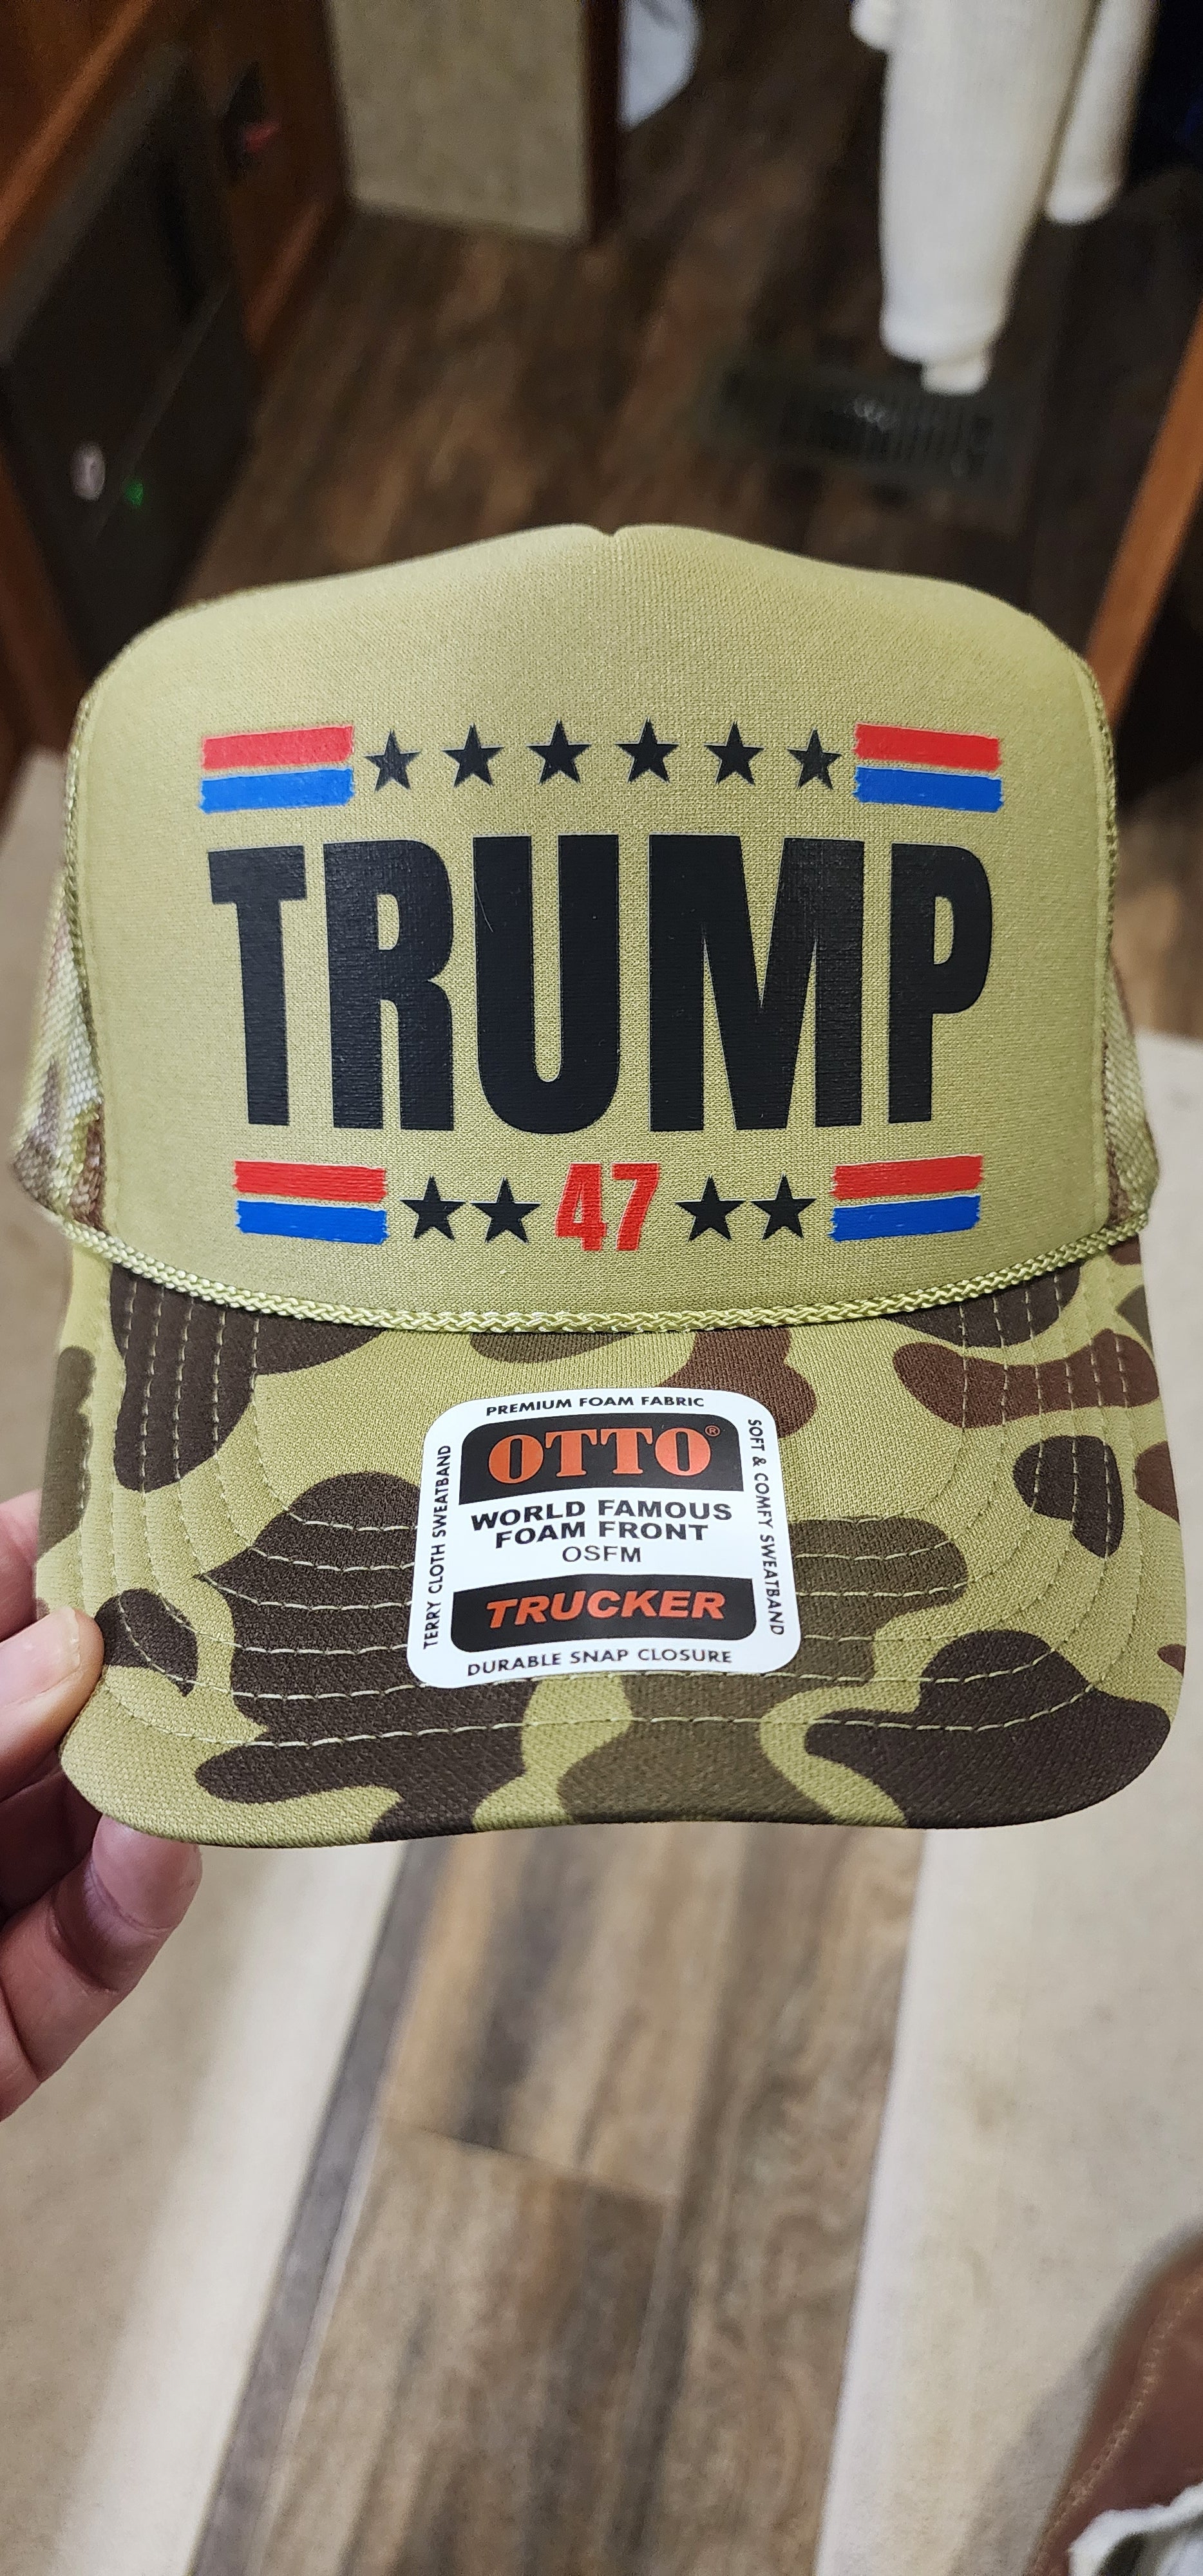 TRUMP
47
PREMIUM FOAM FABRIC
OTTO®
WORLD FAMOUS
FOAM FRONT
OSFM
TRUCKER
DURABLE SNAP CLOSURE
TERRY CLOTH SWEATBAND
SOFT & COMFY SWEATBAND